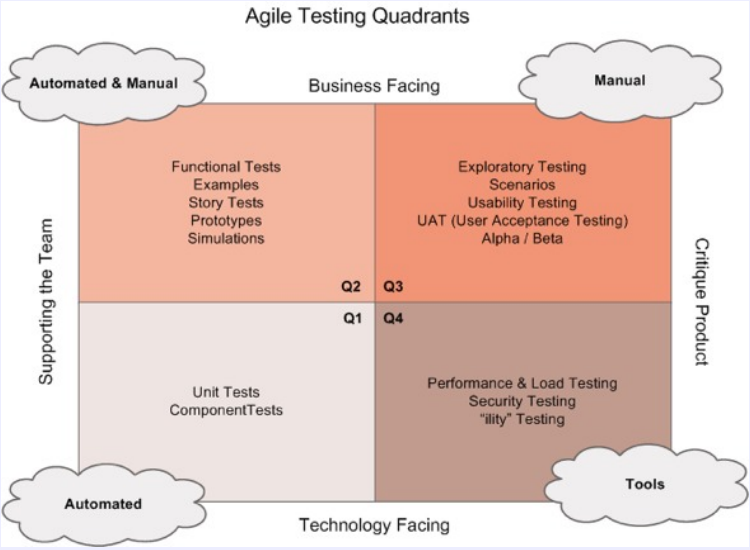 Agile Testing Quadrants
Automated & Manual
Business Facing
Manual
Functional Tests
Examples
Story Tests
Prototypes
Simulations
Q2
Exploratory Testing
Scenarios
Usability Testing
UAT (User Acceptance Testing)
Alpha / Beta
Q3
Supporting the Team
Critique Product
Q1
Unit Tests
ComponentTests
Q4
Performance & Load Testing
Security Testing
“ility” Testing
Automated
Technology Facing
Tools